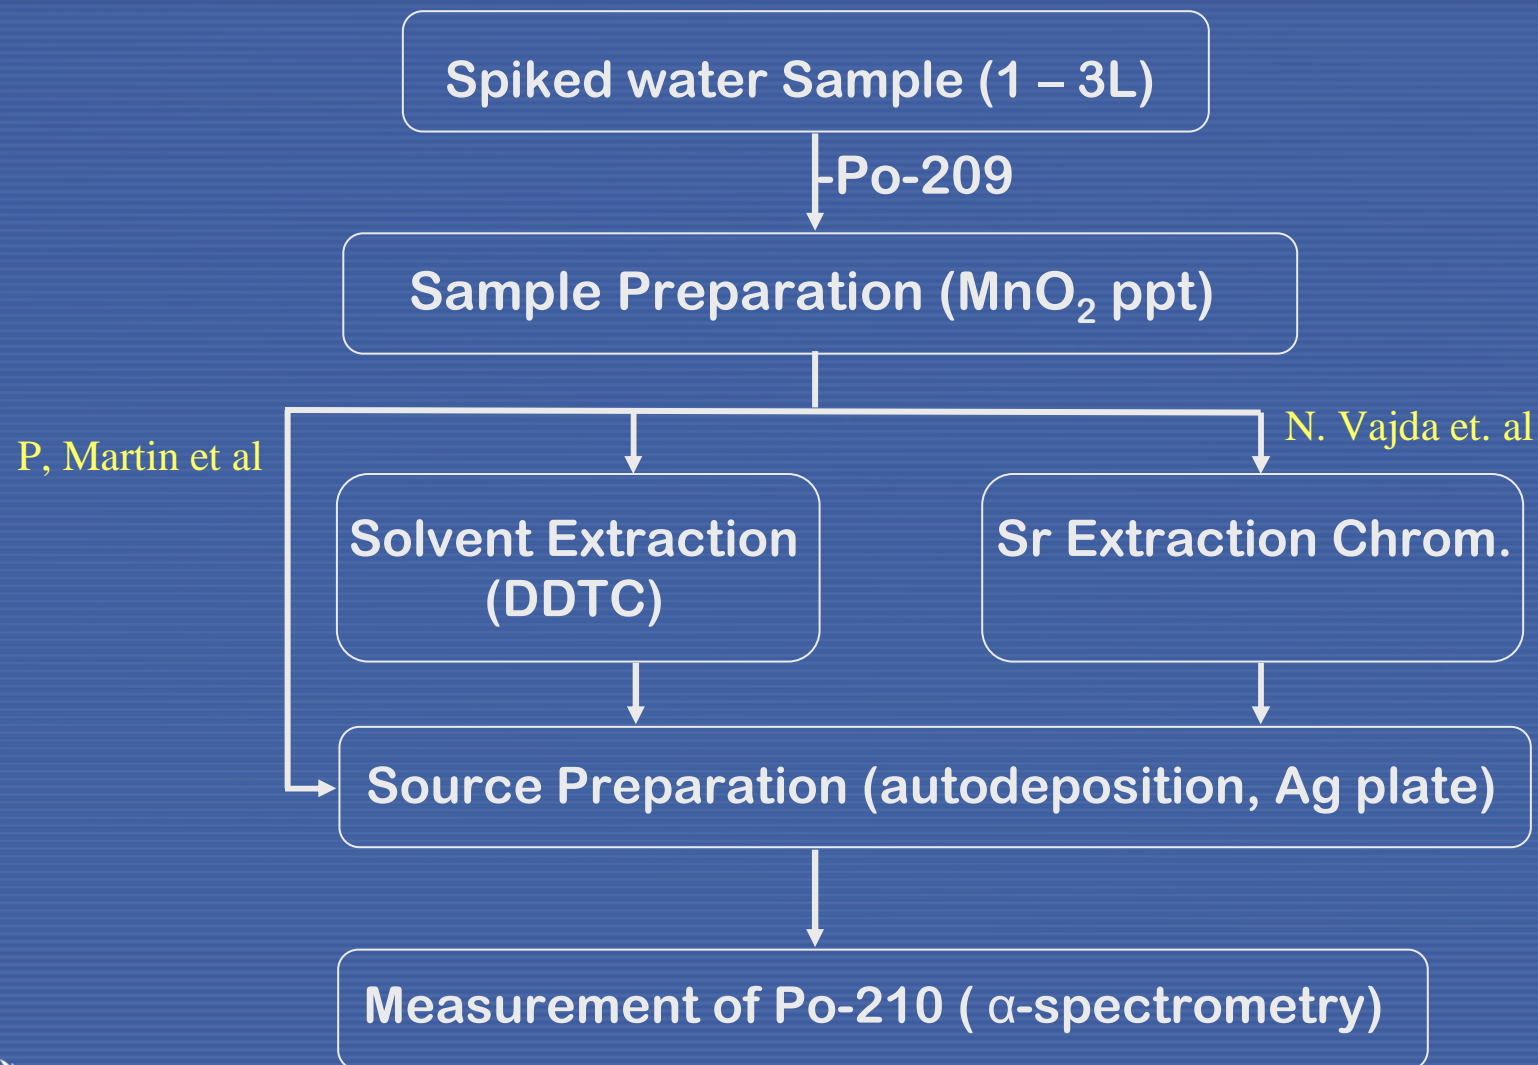 Spiked water Sample (1 – 3L)
-Po-209
Sample Preparation (MnO₂ ppt)
P, Martin et al
N. Vajda et. al
Solvent Extraction
(DDTC)
Sr Extraction Chrom.
Source Preparation (autodeposition, Ag plate)
Measurement of Po-210 ( α-spectrometry)